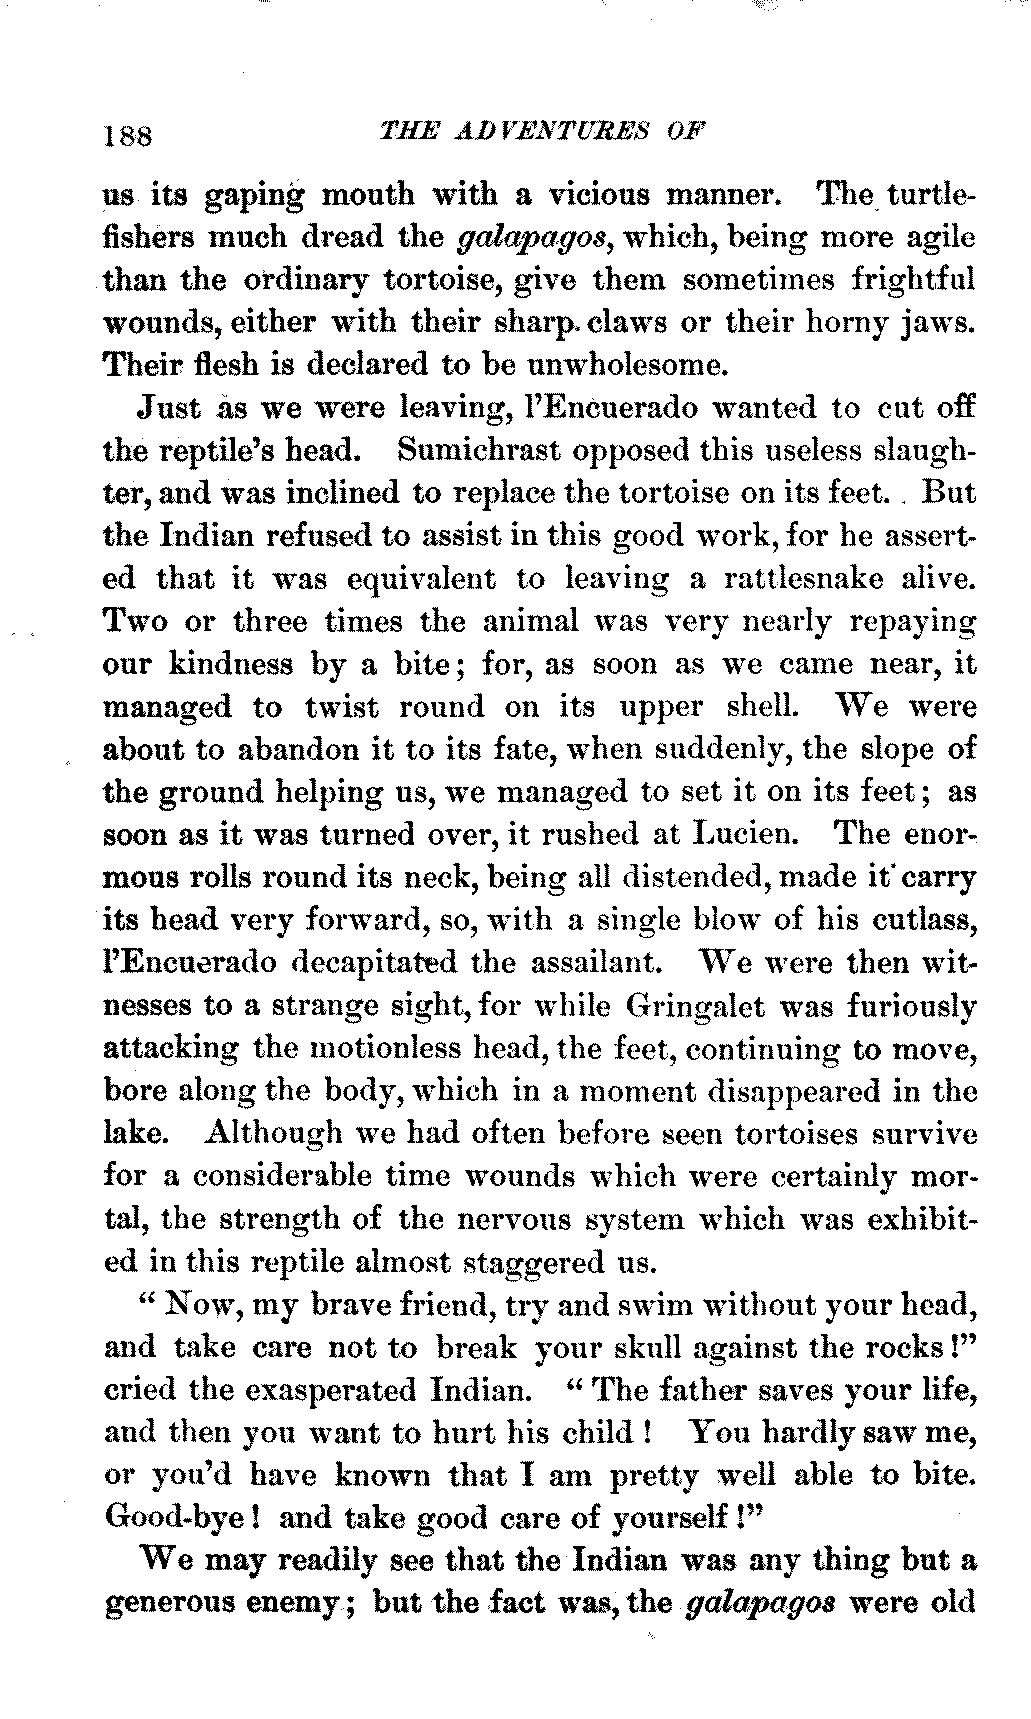 188 THE ADVENTURES OF
us its gaping mouth with a vicious manner. The turtle-
fishers much dread the galapagos, which, being more agile
than the ordinary tortoise, give them sometimes frightful
wounds, either with their sharp claws or their horny jaws.
Their flesh is declared to be unwholesome.
Just as we were leaving, l'Encuerado wanted to cut off
the reptile's head. Sumichrast opposed this useless slaugh-
ter, and was inclined to replace the tortoise on its feet. But
the Indian refused to assist in this good work, for he assert-
ed that it was equivalent to leaving a rattlesnake alive.
Two or three times the animal was very nearly repaying
our kindness by a bite; for, as soon as we came near, it
managed to twist round on its upper shell. We were
about to abandon it to its fate, when suddenly, the slope of
the ground helping us, we managed to set it on its feet; as
soon as it was turned over, it rushed at Lucien. The enor-
mous rolls round its neck, being all distended, made it carry
its head very forward, so, with a single blow of his cutlass,
l'Encuerado decapitated the assailant. We were then wit-
nesses to a strange sight, for while Gringalet was furiously
attacking the motionless head, the feet, continuing to move,
bore along the body, which in a moment disappeared in the
lake. Although we had often before seen tortoises survive
for a considerable time wounds which were certainly mor-
tal, the strength of the nervous system which was exhibit-
ed in this reptile almost staggered us.
"Now, my brave friend, try and swim without your head,
and take care not to break your skull against the rocks!"
cried the exasperated Indian. "The father saves your life,
and then you want to hurt his child! You hardly saw me,
or you'd have known that I am pretty well able to bite.
Good-bye! and take good care of yourself!"
We may readily see that the Indian was any thing but a
generous enemy; but the fact was, the galapagos were old